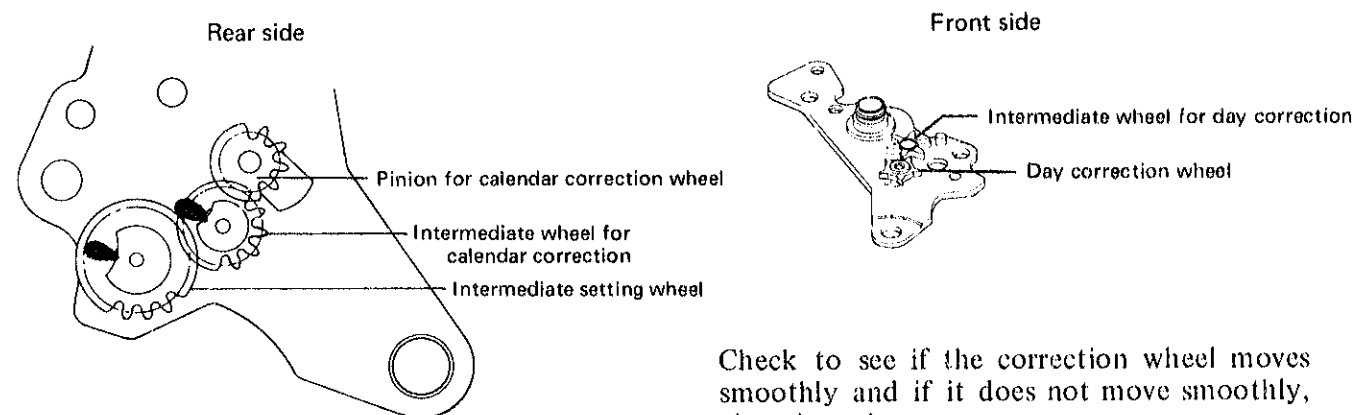 Rear side
Pinion for calendar correction wheel
Intermediate wheel for
calendar correction
Intermediate setting wheel
Front side
Intermediate wheel for day correction
Day correction wheel
Check to see if the correction wheel moves
smoothly and if it does not move smoothly,